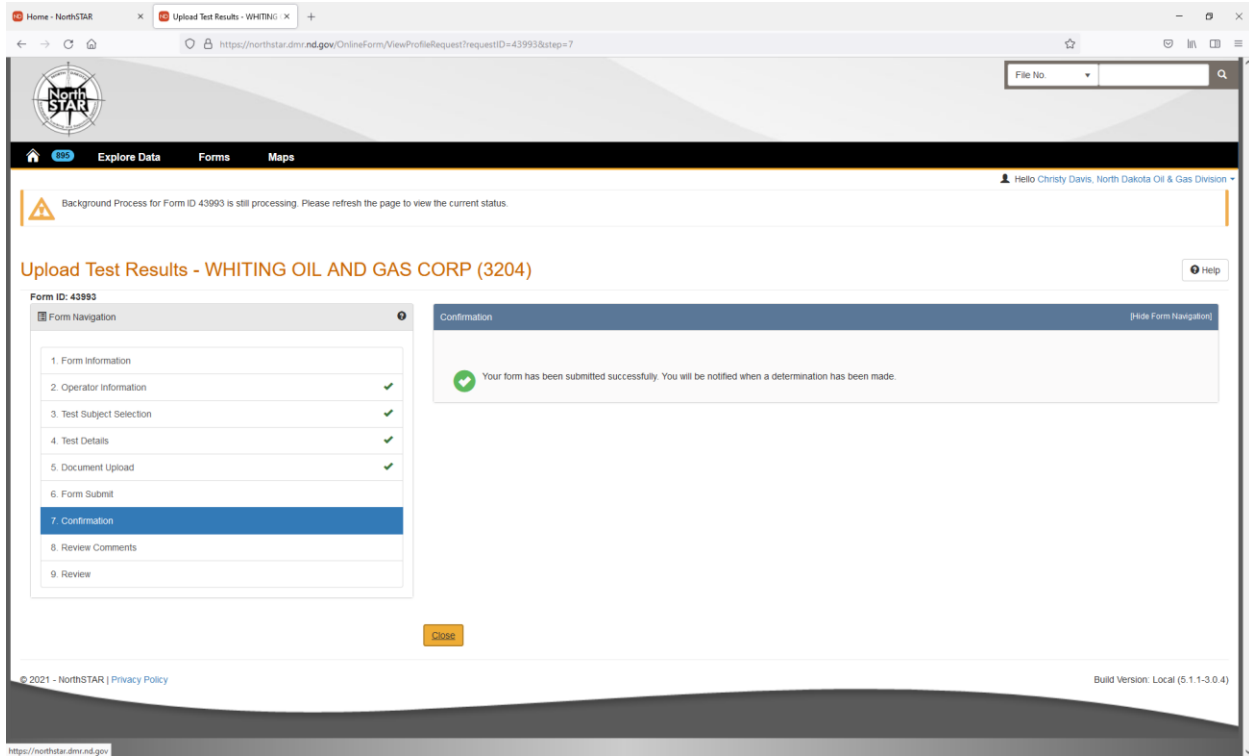 Home - NorthSTAR
Upload Test Results - WHITING
https://northstar.dmr.nd.gov/OnlineForm/ViewProfileRequest?requestID=43993&step=7
North
STAR
File No.
895 Explore Data Forms Maps
Hello Christy Davis, North Dakota Oil & Gas Division
Background Process for Form ID 43993 is still processing. Please refresh the page to view the current status.
Upload Test Results - WHITING OIL AND GAS CORP (3204)
Help
Form ID: 43993
Form Navigation
Confirmation
[Hide Form Navigation]
1. Form Information
2. Operator Information
3. Test Subject Selection
4. Test Details
5. Document Upload
6. Form Submit
7. Confirmation
8. Review Comments
9. Review
Your form has been submitted successfully. You will be notified when a determination has been made.
Close
© 2021 - NorthSTAR | Privacy Policy
Build Version: Local (5.1.1-3.0.4)
https://northstar.dmr.nd.gov